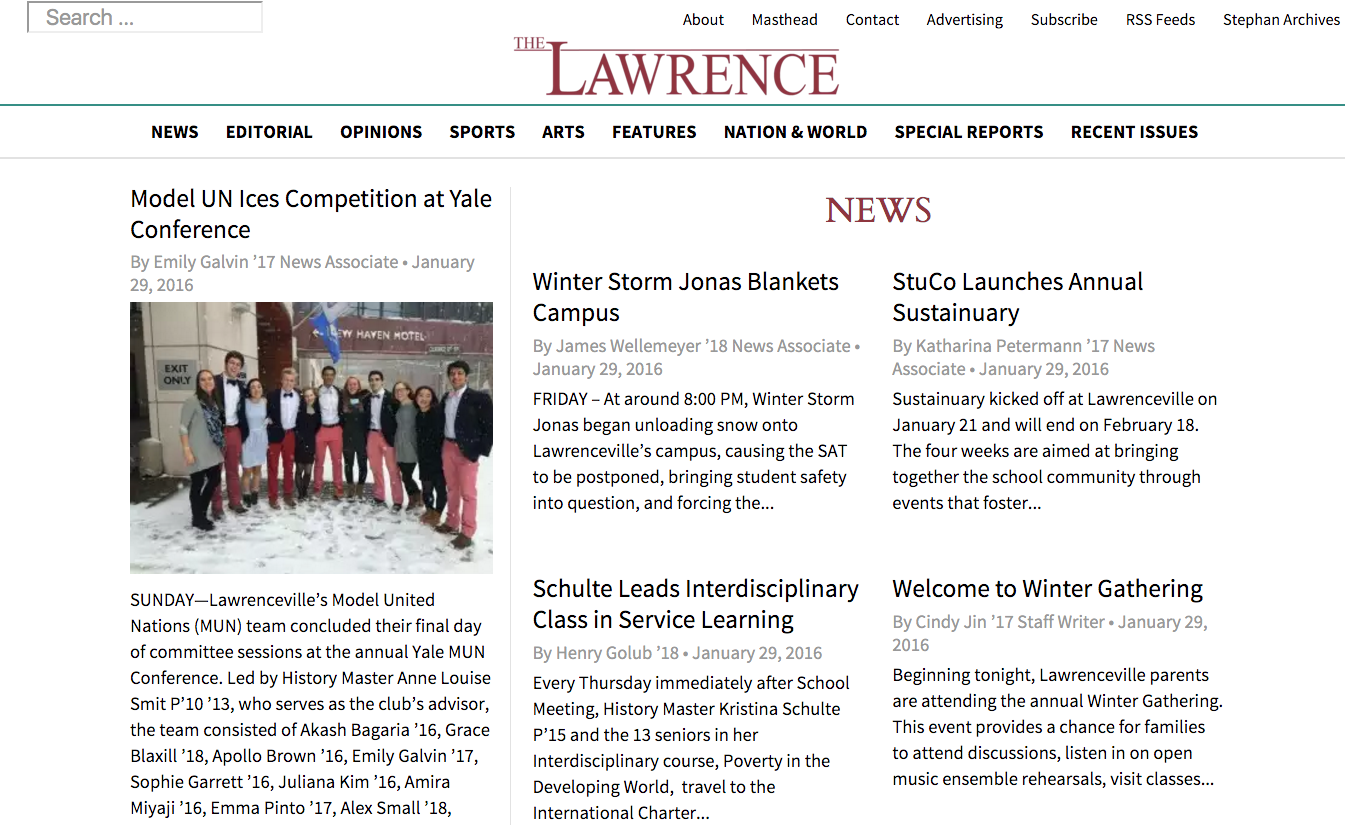 Search ...
About Masthead Contact Advertising Subscribe RSS Feeds Stephan Archives
THE LAWRENCE
NEWS EDITORIAL OPINIONS SPORTS ARTS FEATURES NATION & WORLD SPECIAL REPORTS RECENT ISSUES
Model UN Ices Competition at Yale
Conference
By Emily Galvin ’17 News Associate • January
29, 2016
HAVEN MOTEL
EXIT
ONLY
SUNDAY—Lawrenceville’s Model United
Nations (MUN) team concluded their final day
of committee sessions at the annual Yale MUN
Conference. Led by History Master Anne Louise
Smit P’10 ’13, who serves as the club’s advisor,
the team consisted of Akash Bagaria ’16, Grace
Blaxill ’18, Apollo Brown ’16, Emily Galvin ’17,
Sophie Garrett ’16, Juliana Kim ’16, Amira
Miyaji ’16, Emma Pinto ’17, Alex Small ’18,
NEWS
Winter Storm Jonas Blankets
Campus
By James Wellemeyer ’18 News Associate •
January 29, 2016
FRIDAY – At around 8:00 PM, Winter Storm
Jonas began unloading snow onto
Lawrenceville’s campus, causing the SAT
to be postponed, bringing student safety
into question, and forcing the...
StuCo Launches Annual
Sustainuary
By Katharina Petermann ’17 News
Associate • January 29, 2016
Sustainuary kicked off at Lawrenceville on
January 21 and will end on February 18.
The four weeks are aimed at bringing
together the school community through
events that foster...
Schulte Leads Interdisciplinary
Class in Service Learning
By Henry Golub ’18 • January 29, 2016
Every Thursday immediately after School
Meeting, History Master Kristina Schulte
P’15 and the 13 seniors in her
Interdisciplinary course, Poverty in the
Developing World, travel to the
International Charter...
Welcome to Winter Gathering
By Cindy Jin ’17 Staff Writer • January 29,
2016
Beginning tonight, Lawrenceville parents
are attending the annual Winter Gathering.
This event provides a chance for families
to attend discussions, listen in on open
music ensemble rehearsals, visit classes...